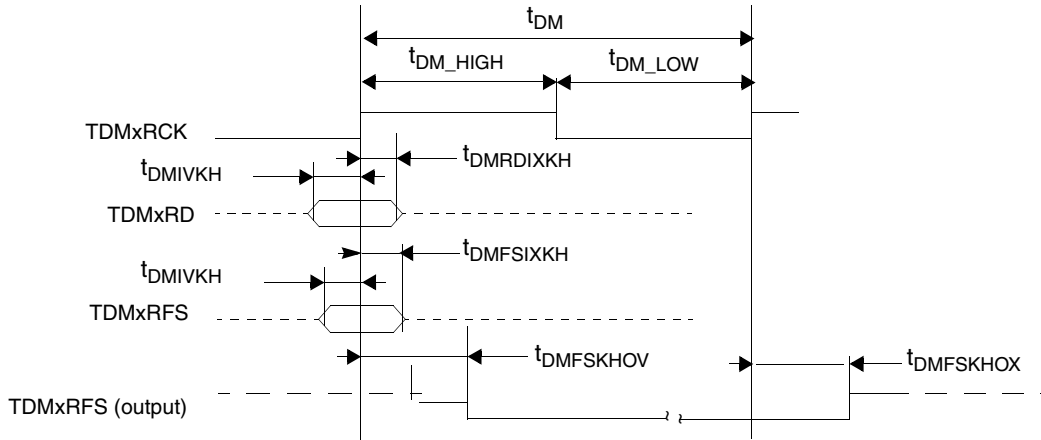 tDM
tDM_HIGH
tDM_LOW
TDMxRCK
tDMRDIXKH
tDMIVKH
TDMxRD
tDMFSIXKH
tDMIVKH
TDMxRFS
tDMFSKHOV
tDMFSKHOX
TDMxRFS (output)